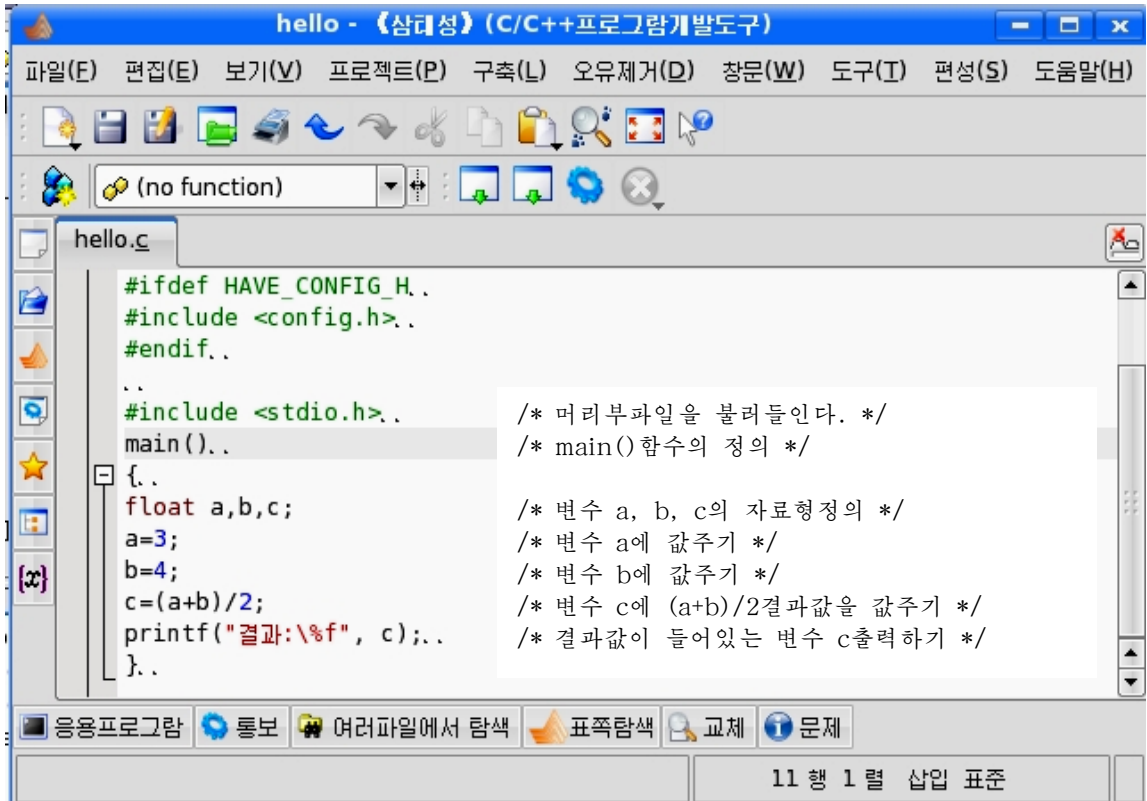 hello - 《삼태성》(C/C++프로그람개발도구)
파일(F) 편집(E) 보기(V) 프로젝트(P) 구축(L) 오유제거(D) 창문(W) 도구(T) 편성(S) 도움말(H)
(no function)
hello.c
#ifdef HAVE_CONFIG_H..
#include <config.h>..
#endif..
..
#include <stdio.h>.. /* 머리부파일을 불러들인다. */
main().. /* main()함수의 정의 */
{..
float a,b,c; /* 변수 a, b, c의 자료형정의 */
a=3; /* 변수 a에 값주기 */
b=4; /* 변수 b에 값주기 */
c=(a+b)/2; /* 변수 c에 (a+b)/2결과값을 값주기 */
printf("결과:\%f", c);.. /* 결과값이 들어있는 변수 c출력하기 */
}..
{x}
응용프로그람 통보 여러파일에서 탐색 표쪽탐색 교체 문제
11 행 1 렬 삽입 표준